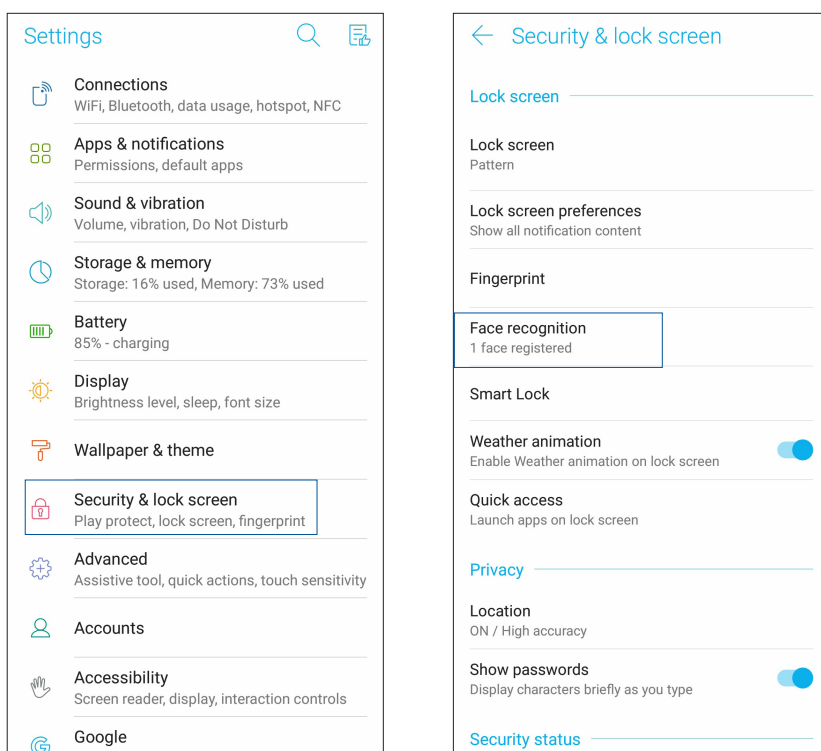 Settings
Connections
WiFi, Bluetooth, data usage, hotspot, NFC
Apps & notifications
Permissions, default apps
Sound & vibration
Volume, vibration, Do Not Disturb
Storage & memory
Storage: 16% used, Memory: 73% used
Battery
85% - charging
Display
Brightness level, sleep, font size
Wallpaper & theme
Security & lock screen
Play protect, lock screen, fingerprint
Advanced
Assistive tool, quick actions, touch sensitivity
Accounts
Accessibility
Screen reader, display, interaction controls
Google
Security & lock screen
Lock screen
Lock screen
Pattern
Lock screen preferences
Show all notification content
Fingerprint
Face recognition
1 face registered
Smart Lock
Weather animation
Enable Weather animation on lock screen
Quick access
Launch apps on lock screen
Privacy
Location
ON / High accuracy
Show passwords
Display characters briefly as you type
Security status